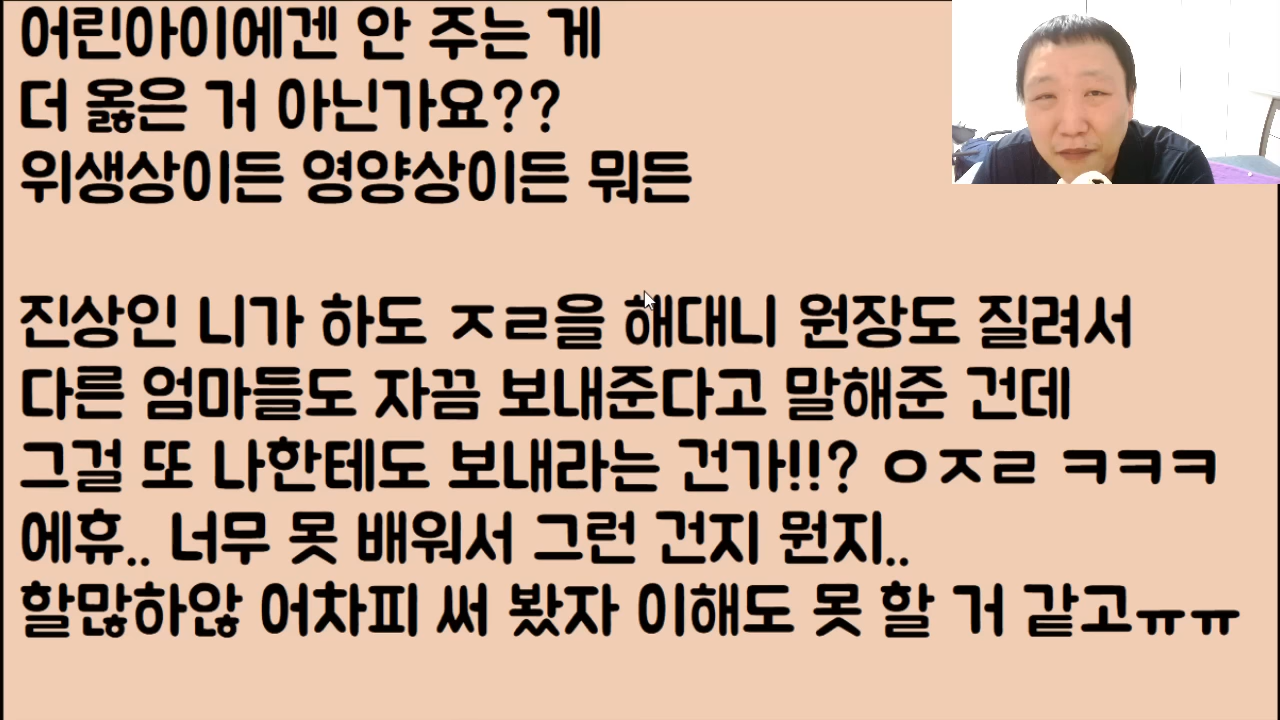 어린아이에겐 안 주는 게
더 옳은 거 아닌가요??
위생상이든 영양상이든 뭐든
진상인 니가 하도 ㅈㄹ을 해대니 원장도 질려서
다른 엄마들도 자끔 보내준다고 말해준 건데
그걸 또 나한테도 보내라는 건가!!? ㅇㅈㄹ ㅋㅋㅋ
에휴.. 너무 못 배워서 그런 건지 뭔지..
할많하않 어차피 써 봤자 이해도 못 할 거 같고ㅠㅠ